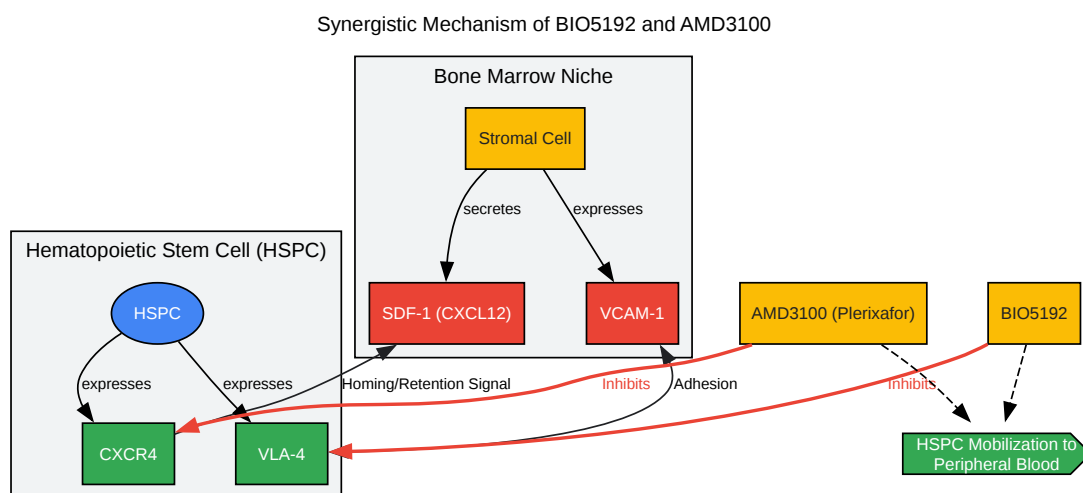 Synergistic Mechanism of BIO5192 and AMD3100
Bone Marrow Niche
Stromal Cell
secretes
expresses
Hematopoietic Stem Cell (HSPC)
HSPC
SDF-1 (CXCL12)
VCAM-1
AMD3100 (Plerixafor)
BIO5192
expresses
expresses
Homing/Retention Signal
Inhibits
Adhesion
Inhibits
CXCR4
VLA-4
HSPC Mobilization to
Peripheral Blood